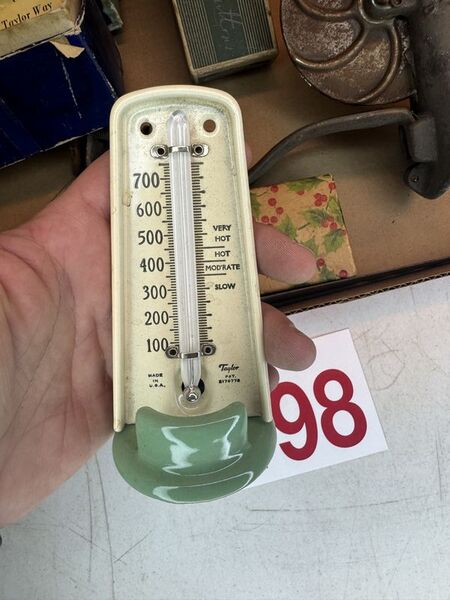 Taylor Way
700
600
500
400
300
200
100
VERY
HOT
HOT
MOD'RATE
SLOW
MADE
IN
U.S.A.
Taylor
PAT.
2170778
98